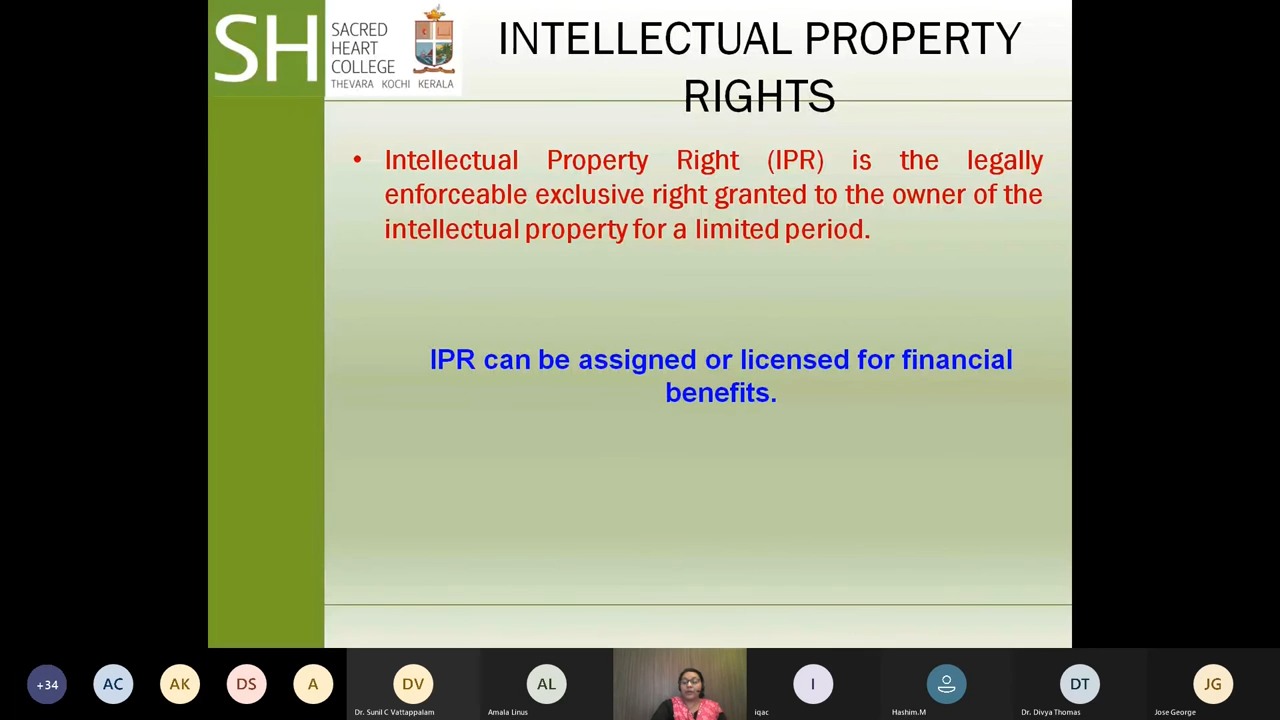 SH
SACRED
HEART
COLLEGE
THEVARA KOCHI KERALA
INTELLECTUAL PROPERTY
RIGHTS
• Intellectual Property Right (IPR) is the legally
enforceable exclusive right granted to the owner of the
intellectual property for a limited period.
IPR can be assigned or licensed for financial
benefits.
+34
AC
AK
DS
A
DV
AL
I
DT
JG
Dr. Sunil C Vattappalam
Amala Linus
iqac
Hashim.M
Dr. Divya Thomas
Jose George